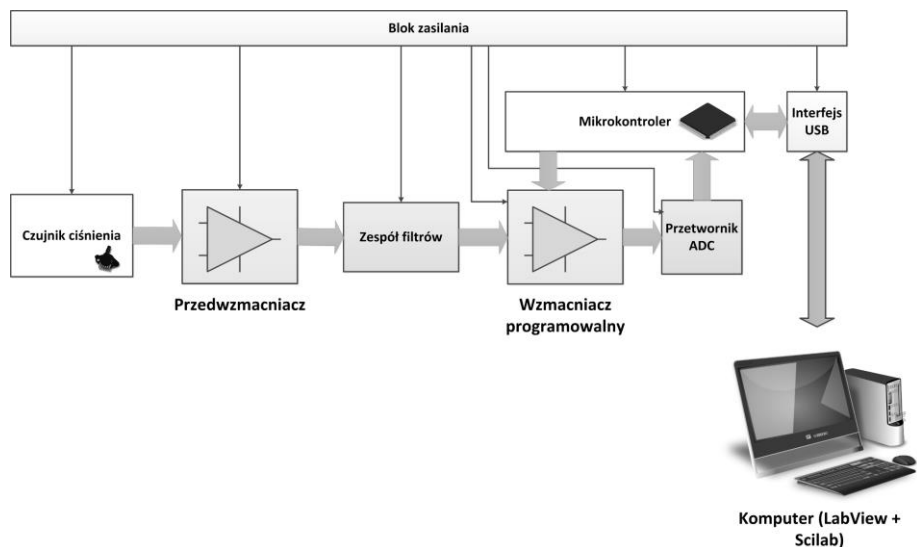 Blok zasilania
Mikrokontroler
Interfejs
USB
Czujnik ciśnienia
Zespół filtrów
Przetwornik
ADC
Przedwzmacniacz
Wzmacniacz
programowalny
Komputer (LabView +
Scilab)